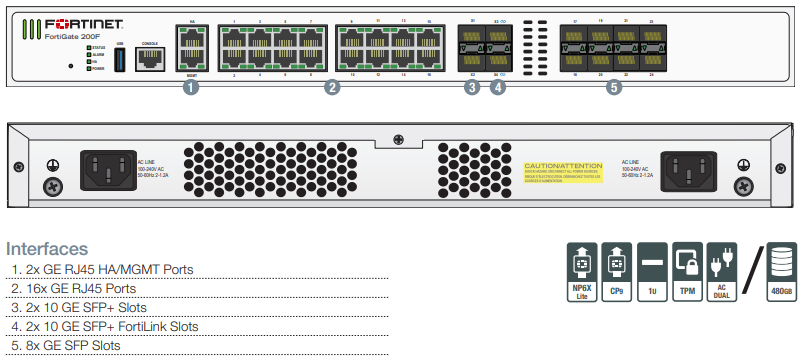 FORTINET
FortiGate 200F
STATUS
ALARM
HA
POWER
USB
CONSOLE
HA
MGMT
1 3 5 7
2 4 6 8
9 11 13 15
10 12 14 16
X1 X3
X2 X4
17 19 21 23
18 20 22 24
1 2 3 4 5
AC LINE
100-240V AC
50-60Hz 2-1.2A
CAUTION/ATTENTION
AC LINE
100-240V AC
50-60Hz 2-1.2A
Interfaces
1. 2x GE RJ45 HA/MGMT Ports
2. 16x GE RJ45 Ports
3. 2x 10 GE SFP+ Slots
4. 2x 10 GE SFP+ FortiLink Slots
5. 8x GE SFP Slots
NP6X
Lite
CP9
1U
TPM
AC
DUAL
/
480GB